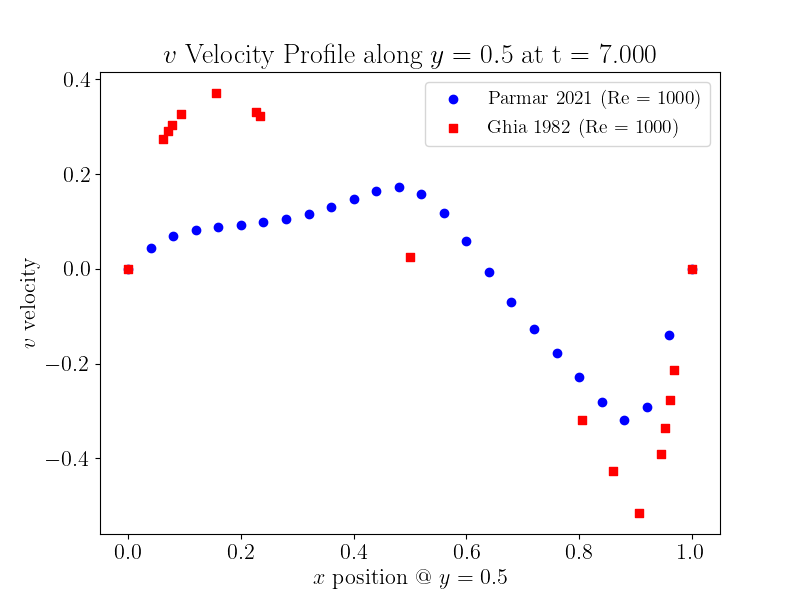 v Velocity Profile along y = 0.5 at t = 7.000
Parmar 2021 (Re = 1000)
Ghia 1982 (Re = 1000)
0.4
0.2
0.0
−0.2
−0.4
v velocity
0.0 0.2 0.4 0.6 0.8 1.0
x position @ y = 0.5